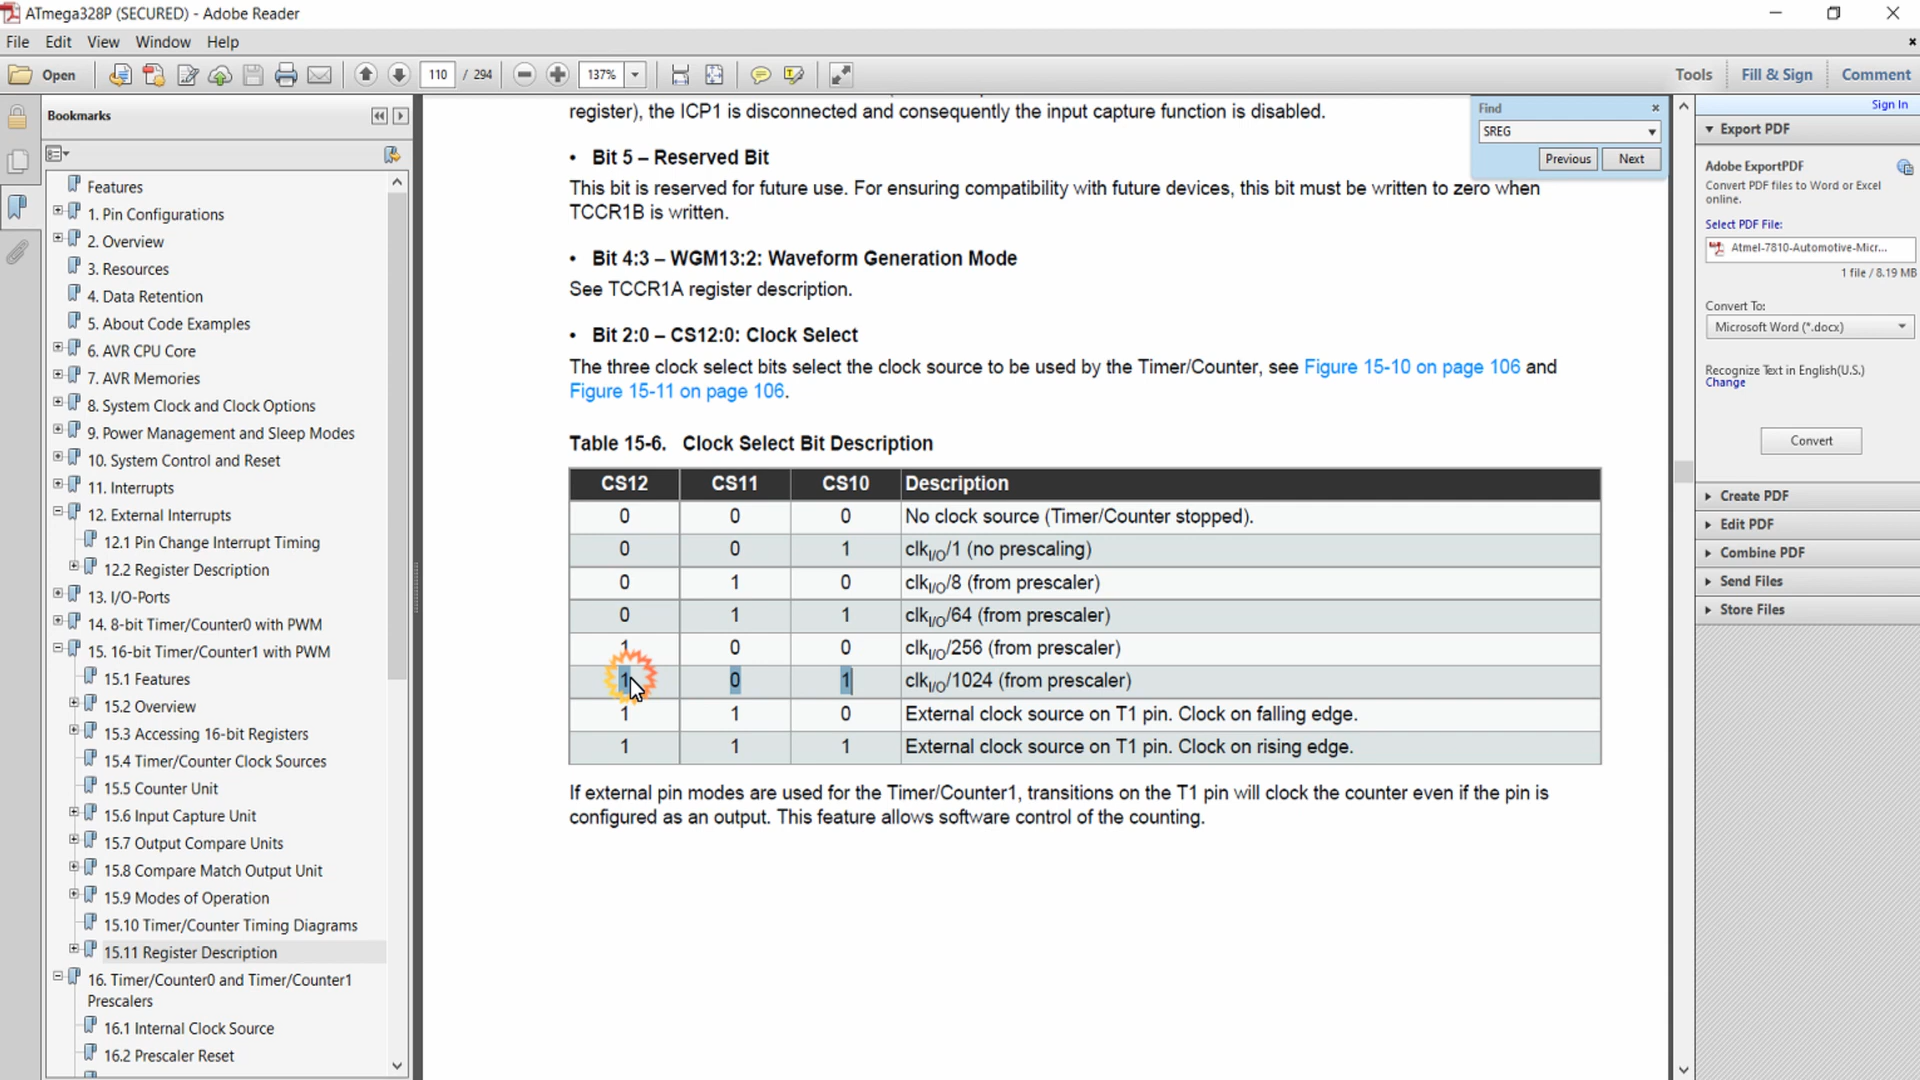 ATmega328P (SECURED) - Adobe Reader
File Edit View Window Help
Open 110 / 294 137% Tools Fill & Sign Comment
Bookmarks
Features
1. Pin Configurations
2. Overview
3. Resources
4. Data Retention
5. About Code Examples
6. AVR CPU Core
7. AVR Memories
8. System Clock and Clock Options
9. Power Management and Sleep Modes
10. System Control and Reset
11. Interrupts
12. External Interrupts
12.1 Pin Change Interrupt Timing
12.2 Register Description
13. I/O-Ports
14. 8-bit Timer/Counter0 with PWM
15. 16-bit Timer/Counter1 with PWM
15.1 Features
15.2 Overview
15.3 Accessing 16-bit Registers
15.4 Timer/Counter Clock Sources
15.5 Counter Unit
15.6 Input Capture Unit
15.7 Output Compare Units
15.8 Compare Match Output Unit
15.9 Modes of Operation
15.10 Timer/Counter Timing Diagrams
15.11 Register Description
16. Timer/Counter0 and Timer/Counter1
Prescalers
16.1 Internal Clock Source
16.2 Prescaler Reset
register), the ICP1 is disconnected and consequently the input capture function is disabled.
• Bit 5 – Reserved Bit
This bit is reserved for future use. For ensuring compatibility with future devices, this bit must be written to zero when
TCCR1B is written.
• Bit 4:3 – WGM13:2: Waveform Generation Mode
See TCCR1A register description.
• Bit 2:0 – CS12:0: Clock Select
The three clock select bits select the clock source to be used by the Timer/Counter, see Figure 15-10 on page 106 and
Figure 15-11 on page 106.
Table 15-6. Clock Select Bit Description
CS12 CS11 CS10 Description
0 0 0 No clock source (Timer/Counter stopped).
0 0 1 clkI/O/1 (no prescaling)
0 1 0 clkI/O/8 (from prescaler)
0 1 1 clkI/O/64 (from prescaler)
1 0 0 clkI/O/256 (from prescaler)
1 0 1 clkI/O/1024 (from prescaler)
1 1 0 External clock source on T1 pin. Clock on falling edge.
1 1 1 External clock source on T1 pin. Clock on rising edge.
If external pin modes are used for the Timer/Counter1, transitions on the T1 pin will clock the counter even if the pin is
configured as an output. This feature allows software control of the counting.
Find
SREG
Previous Next
Sign In
Export PDF
Adobe ExportPDF
Convert PDF files to Word or Excel
online.
Select PDF File:
Atmel-7810-Automotive-Micr...
1 file / 8.19 MB
Convert To:
Microsoft Word (*.docx)
Recognize Text in English(U.S.)
Change
Convert
Create PDF
Edit PDF
Combine PDF
Send Files
Store Files